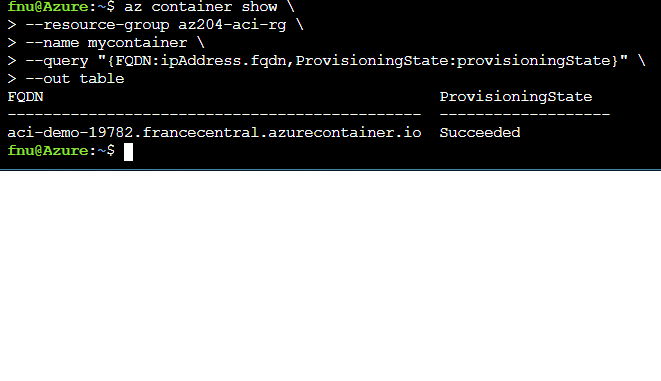 fnu@Azure:~$ az container show \
> --resource-group az204-aci-rg \
> --name mycontainer \
> --query "{FQDN:ipAddress.fqdn,ProvisioningState:provisioningState}" \
> --out table
FQDN ProvisioningState
---------------------------------------------- -------------------
aci-demo-19782.francecentral.azurecontainer.io Succeeded
fnu@Azure:~$